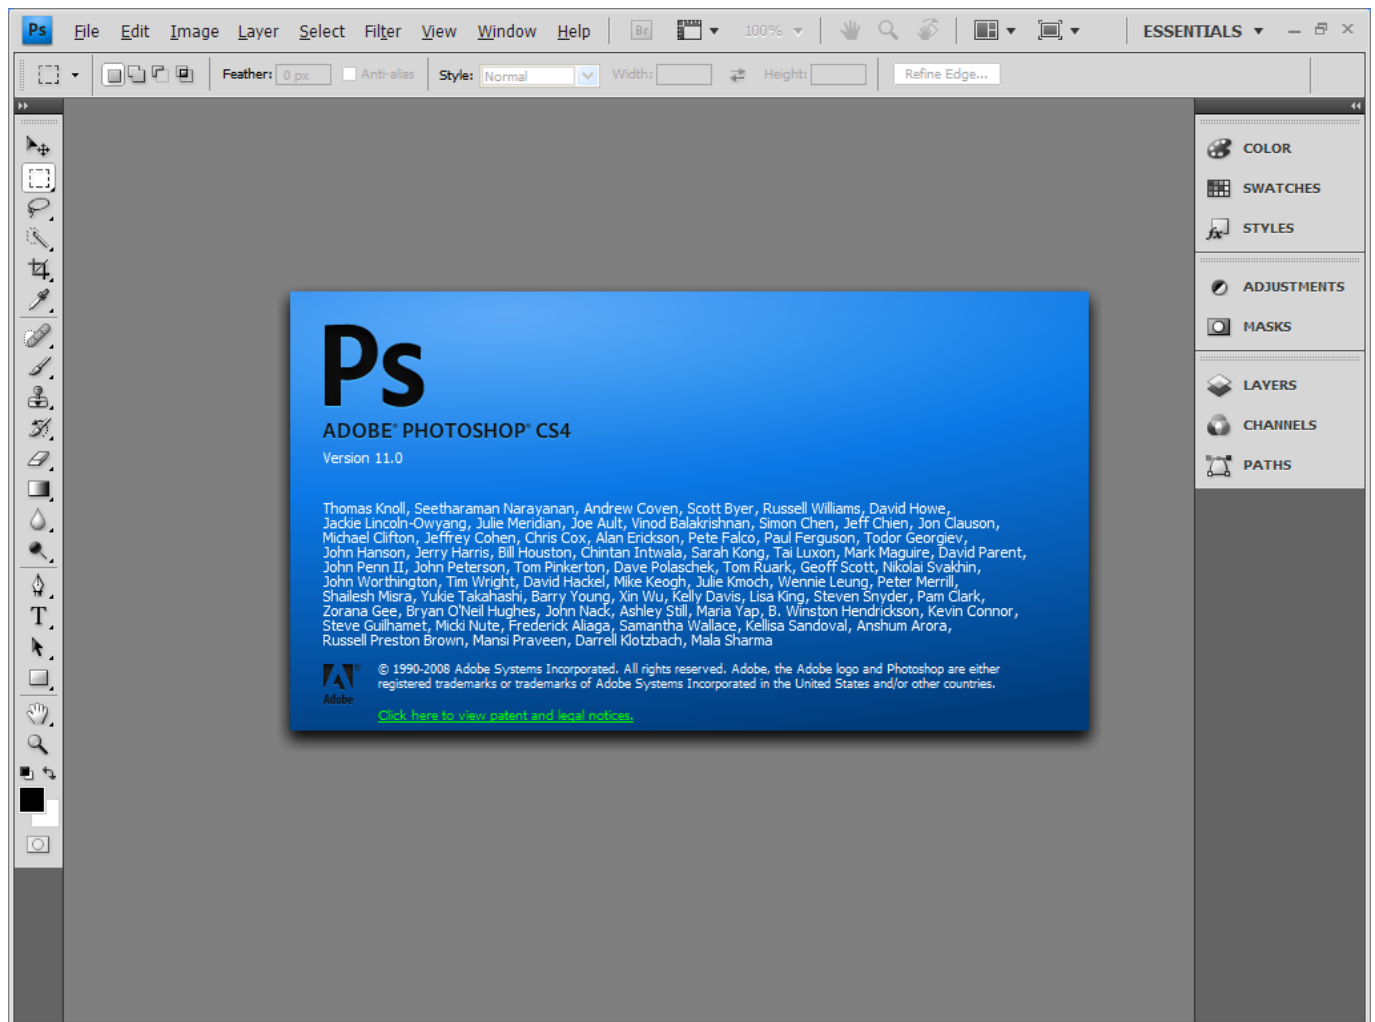 Ps File Edit Image Layer Select Filter View Window Help Br 100% ESSENTIALS
Feather: 0 px Anti-alias Style: Normal Width: Height: Refine Edge...
COLOR
SWATCHES
STYLES
ADJUSTMENTS
MASKS
LAYERS
CHANNELS
PATHS
T
Ps
ADOBE® PHOTOSHOP® CS4
Version 11.0
Thomas Knoll, Seetharaman Narayanan, Andrew Coven, Scott Byer, Russell Williams, David Howe,
Jackie Lincoln-Owyang, Julie Meridian, Joe Ault, Vinod Balakrishnan, Simon Chen, Jeff Chien, Jon Clauson,
Michael Clifton, Jeffrey Cohen, Chris Cox, Alan Erickson, Pete Falco, Paul Ferguson, Todor Georgiev,
John Hanson, Jerry Harris, Bill Houston, Chintan Intwala, Sarah Kong, Tai Luxon, Mark Maguire, David Parent,
John Penn II, John Peterson, Tom Pinkerton, Dave Polaschek, Tom Ruark, Geoff Scott, Nikolai Svakhin,
John Worthington, Tim Wright, David Hackel, Mike Keogh, Julie Kmoch, Wennie Leung, Peter Merrill,
Shailesh Misra, Yukie Takahashi, Barry Young, Xin Wu, Kelly Davis, Lisa King, Steven Snyder, Pam Clark,
Zorana Gee, Bryan O'Neil Hughes, John Nack, Ashley Still, Maria Yap, B. Winston Hendrickson, Kevin Connor,
Steve Guilhamet, Micki Nute, Frederick Aliaga, Samantha Wallace, Kellisa Sandoval, Anshum Arora,
Russell Preston Brown, Mansi Praveen, Darrell Klotzbach, Mala Sharma
© 1990-2008 Adobe Systems Incorporated. All rights reserved. Adobe, the Adobe logo and Photoshop are either
registered trademarks or trademarks of Adobe Systems Incorporated in the United States and/or other countries.
Adobe
Click here to view patent and legal notices.